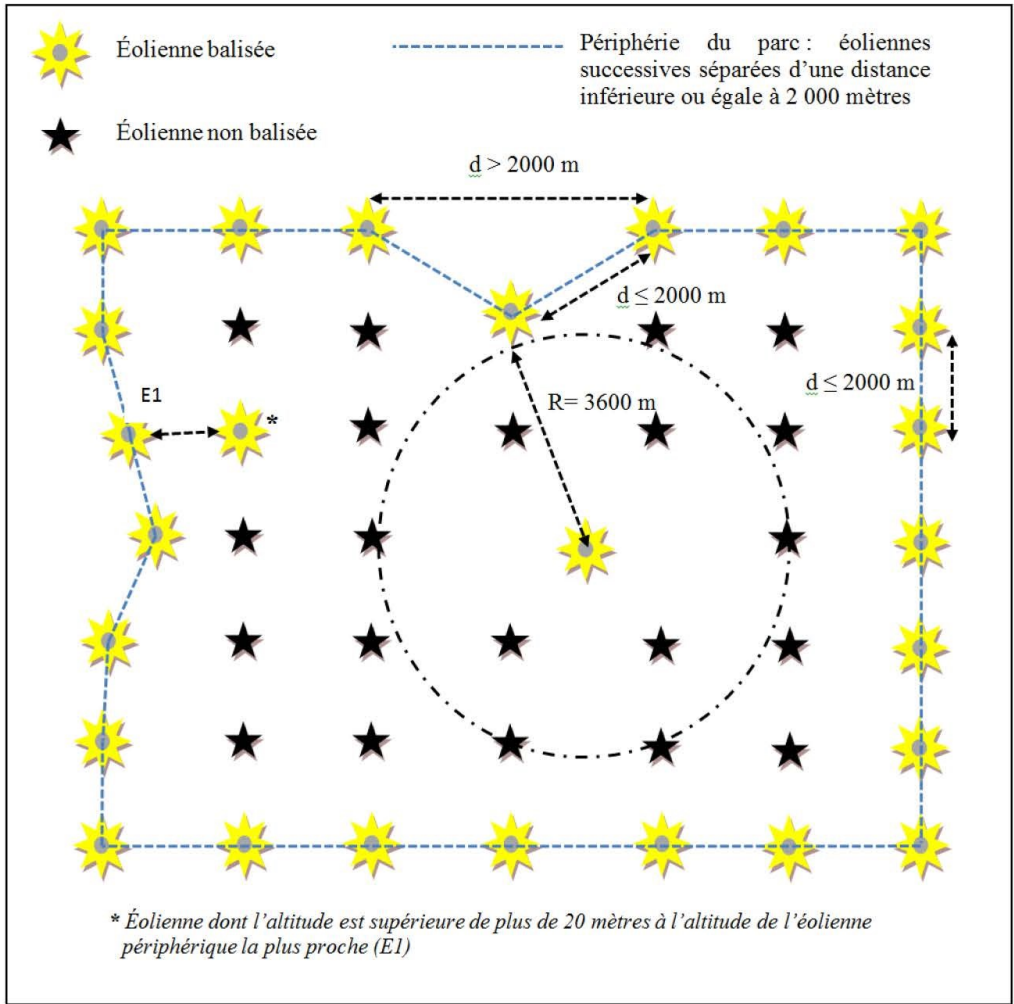 Éolienne balisée
Périphérie du parc : éoliennes
successives séparées d’une distance
inférieure ou égale à 2 000 mètres
Éolienne non balisée
d > 2000 m
d ≤ 2000 m
d ≤ 2000 m
E1
*
R= 3600 m
* Éolienne dont l’altitude est supérieure de plus de 20 mètres à l’altitude de l’éolienne
périphérique la plus proche (E1)